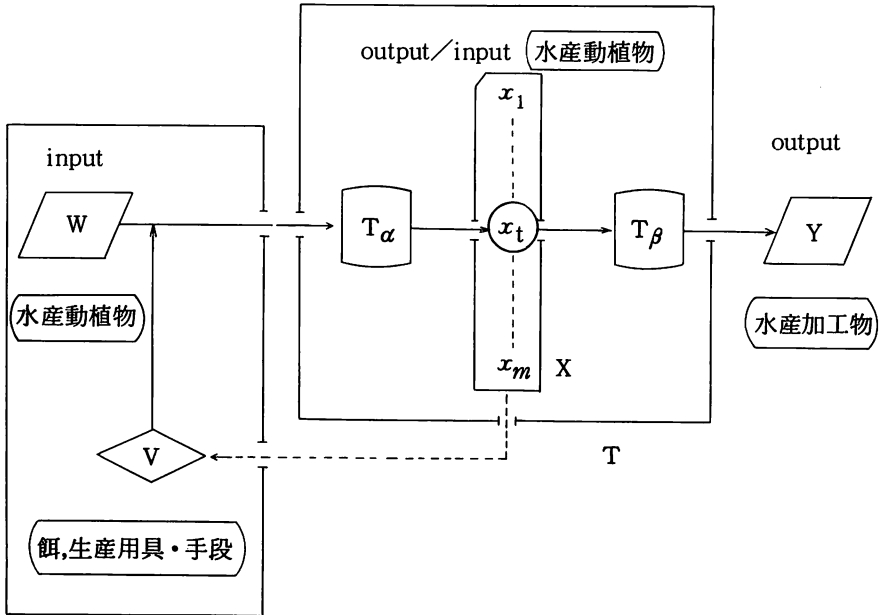 output／input 水産動植物
x₁
input
output
W
Tα
xₜ
Tβ
Y
水産動植物
水産加工物
xₘ
X
V
T
餌,生産用具・手段